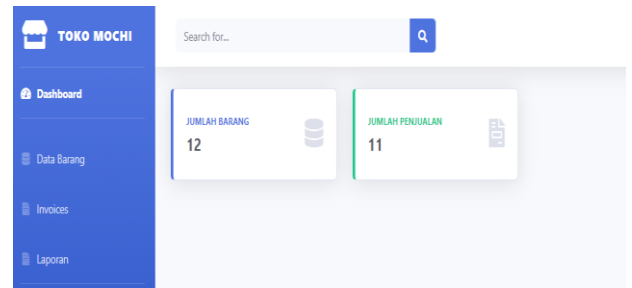 TOKO MOCHI
Search for...
Dashboard
Data Barang
Invoices
Laporan
JUMLAH BARANG
12
JUMLAH PENJUALAN
11